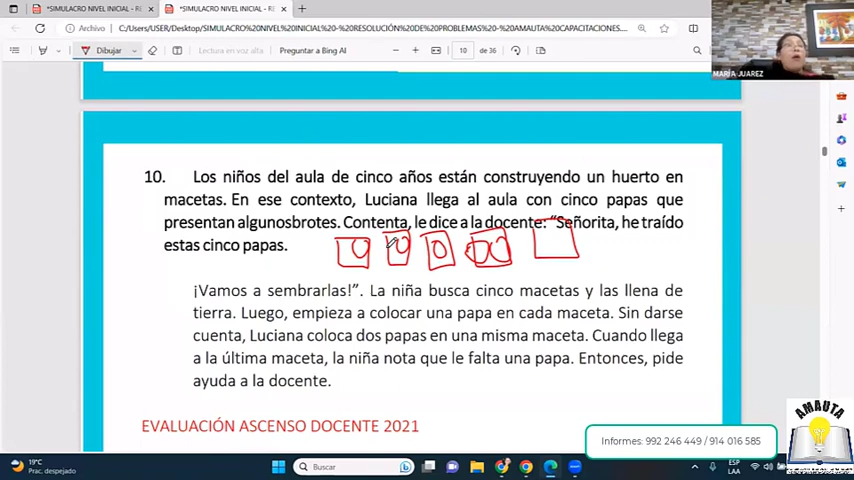 *SIMULACRO NIVEL INICIAL - RESOLUCI
*SIMULACRO NIVEL INICIAL - RESOLU
Archivo
C:/Users/USER/Desktop/SIMULACRO%20NIVEL%20INICIAL%20-%20RESOLUCIÓN%20DE%20PROBLEMAS%20-%20AMAUTA%20CAPACITACIONES....
Dibujar
Lectura en voz alta
Preguntar a Bing AI
10
de 36
MARÍA JUAREZ
10. Los niños del aula de cinco años están construyendo un huerto en
macetas. En ese contexto, Luciana llega al aula con cinco papas que
presentan algunosbrotes. Contenta, le dice a la docente: “Señorita, he traído
estas cinco papas.
¡Vamos a sembrarlas!”. La niña busca cinco macetas y las llena de
tierra. Luego, empieza a colocar una papa en cada maceta. Sin darse
cuenta, Luciana coloca dos papas en una misma maceta. Cuando llega
a la última maceta, la niña nota que le falta una papa. Entonces, pide
ayuda a la docente.
EVALUACIÓN ASCENSO DOCENTE 2021
Informes: 992 246 449 / 914 016 585
AMAUTA
19°C
Prac. despejado
Buscar
ESP
LAA